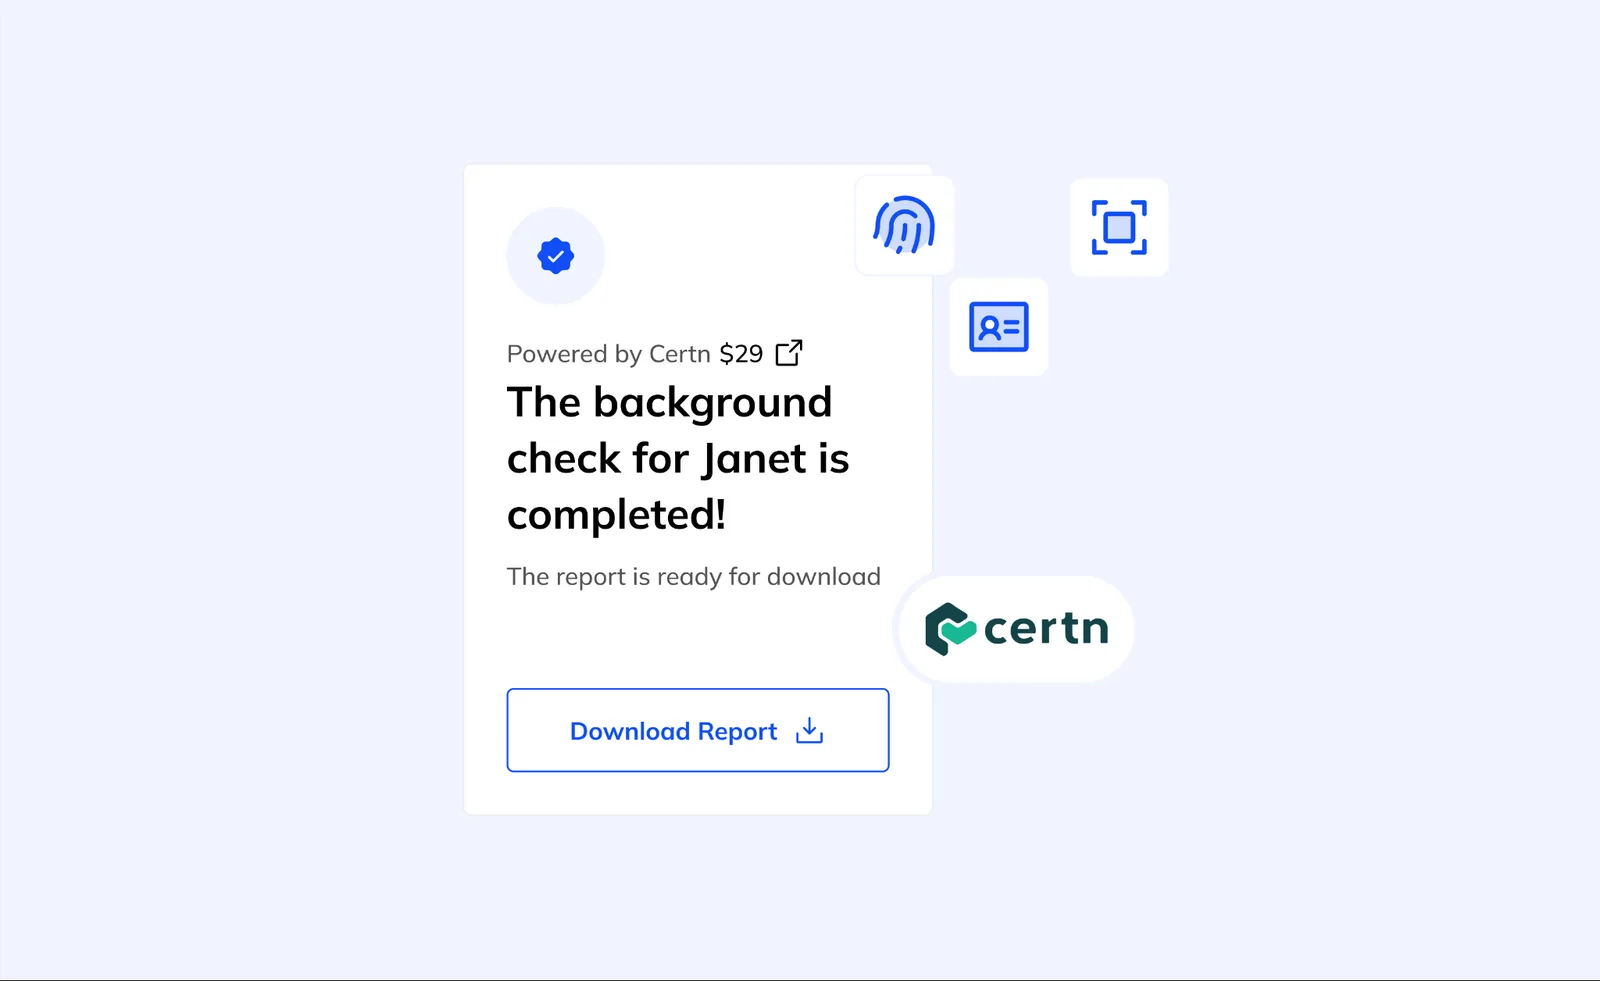 Powered by Certn $29
The background
check for Janet is
completed!
The report is ready for download
certn
Download Report